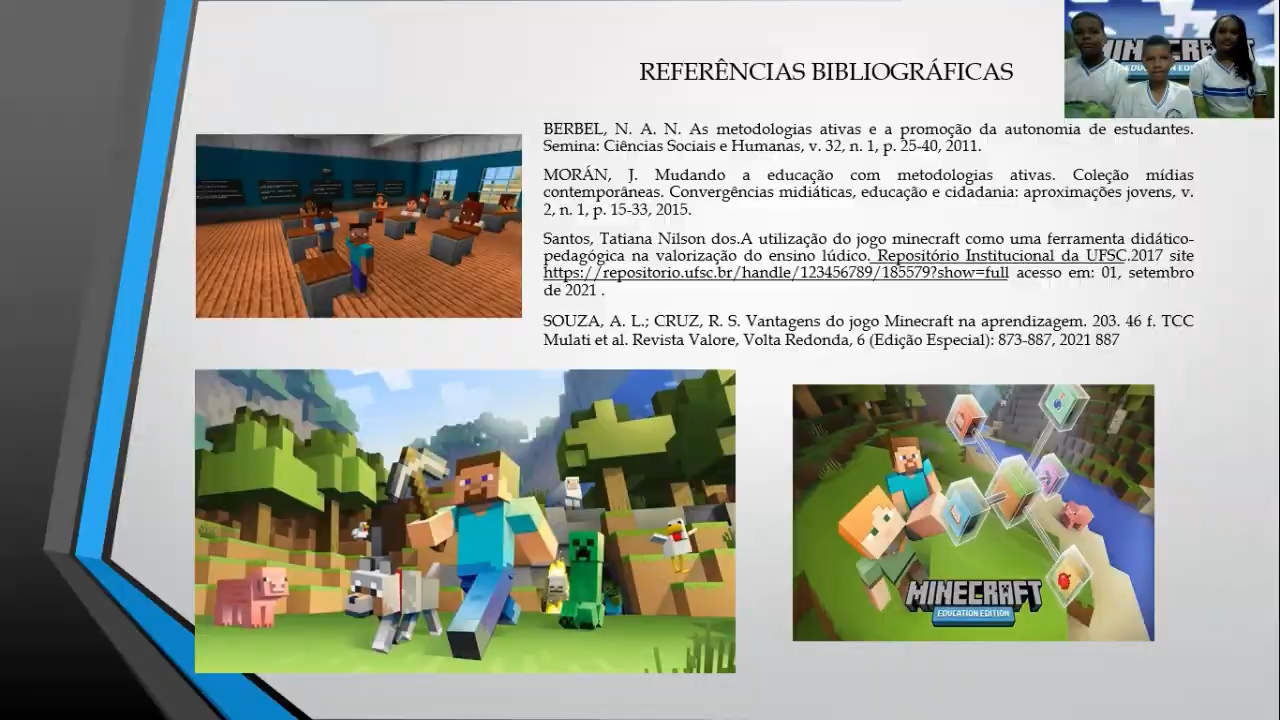 REFERÊNCIAS BIBLIOGRÁFICAS
BERBEL, N. A. N. As metodologias ativas e a promoção da autonomia de estudantes.
Semina: Ciências Sociais e Humanas, v. 32, n. 1, p. 25-40, 2011.
MORÁN, J. Mudando a educação com metodologias ativas. Coleção mídias
contemporâneas. Convergências midiáticas, educação e cidadania: aproximações jovens, v.
2, n. 1, p. 15-33, 2015.
Santos, Tatiana Nilson dos.A utilização do jogo minecraft como uma ferramenta didático-
pedagógica na valorização do ensino lúdico. Repositório Institucional da UFSC.2017 site
https://repositorio.ufsc.br/handle/123456789/185579?show=full acesso em: 01, setembro
de 2021 .
SOUZA, A. L.; CRUZ, R. S. Vantagens do jogo Minecraft na aprendizagem. 203. 46 f. TCC
Mulati et al. Revista Valore, Volta Redonda, 6 (Edição Especial): 873-887, 2021 887
MINECRAFT
EDUCATION EDITION